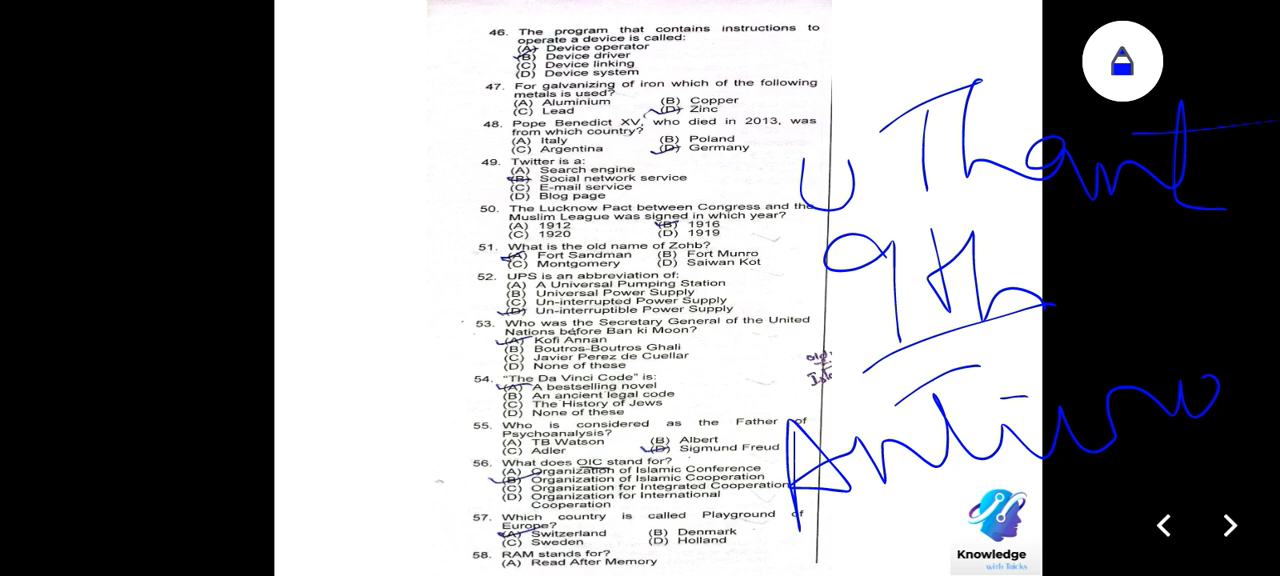 46. The program that contains instructions to
operate a device is called:
(A) Device operator
(B) Device driver
(C) Device linking
(D) Device system
47. For galvanizing of iron which of the following
metals is used?
(A) Aluminium (B) Copper
(C) Lead (D) Zinc
48. Pope Benedict XV, who died in 2013, was
from which country?
(A) Italy (B) Poland
(C) Argentina (D) Germany
49. Twitter is a:
(A) Search engine
(B) Social network service
(C) E-mail service
(D) Blog page
50. The Lucknow Pact between Congress and the
Muslim League was signed in which year?
(A) 1912 (B) 1916
(C) 1920 (D) 1919
51. What is the old name of Zohb?
(A) Fort Sandman (B) Fort Munro
(C) Montgomery (D) Saiwan Kot
52. UPS is an abbreviation of:
(A) A Universal Pumping Station
(B) Universal Power Supply
(C) Un-interrupted Power Supply
(D) Un-interruptible Power Supply
53. Who was the Secretary General of the United
Nations before Ban ki Moon?
(A) Kofi Annan
(B) Boutros-Boutros Ghali
(C) Javier Perez de Cuellar
(D) None of these
54. "The Da Vinci Code" is:
(A) A bestselling novel
(B) An ancient legal code
(C) The History of Jews
(D) None of these
55. Who is considered as the Father of
Psychoanalysis?
(A) TB Watson (B) Albert
(C) Adler (D) Sigmund Freud
56. What does OIC stand for?
(A) Organization of Islamic Conference
(B) Organization of Islamic Cooperation
(C) Organization for Integrated Cooperation
(D) Organization for International
Cooperation
57. Which country is called Playground of
Europe?
(A) Switzerland (B) Denmark
(C) Sweden (D) Holland
58. RAM stands for?
(A) Read After Memory
U Thant
9th
Knowledge
with Tricks